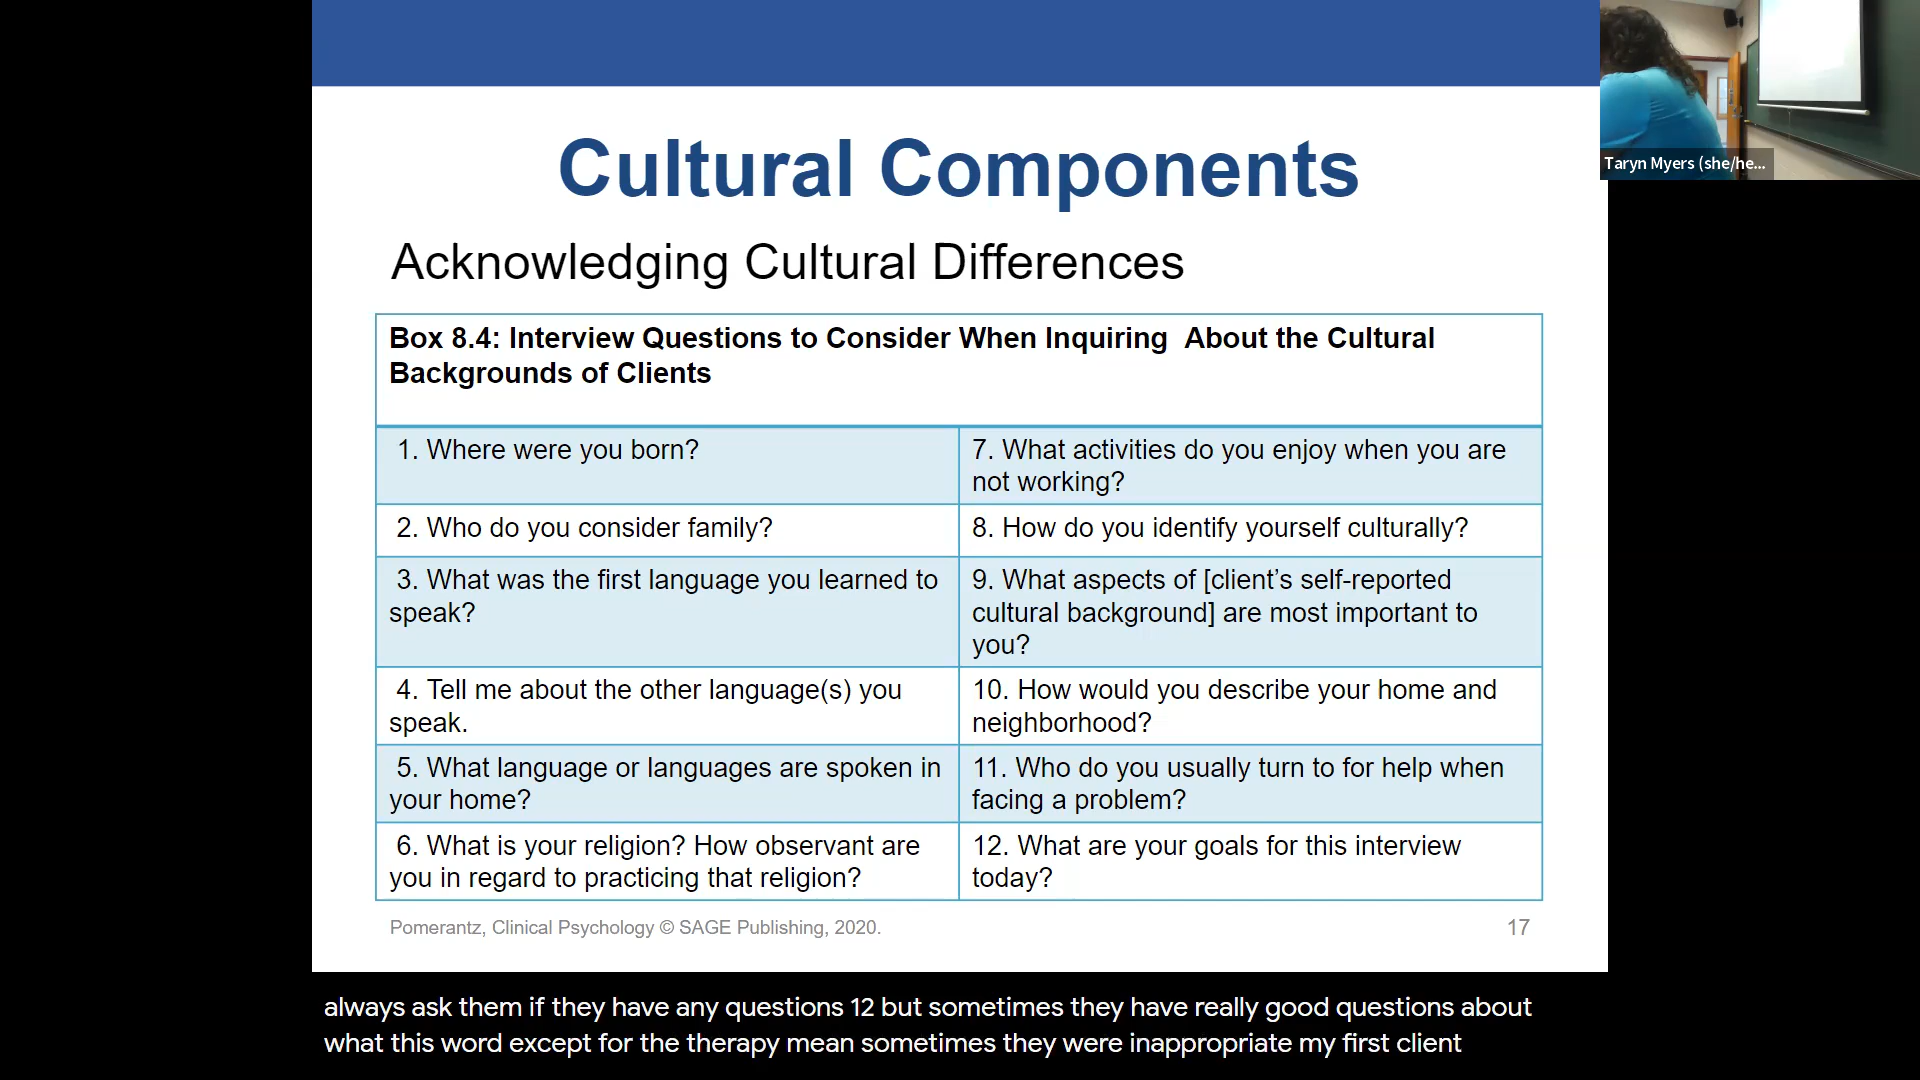 Cultural Components
Taryn Myers (she/he...
Acknowledging Cultural Differences
Box 8.4: Interview Questions to Consider When Inquiring  About the Cultural
Backgrounds of Clients
1. Where were you born?
7. What activities do you enjoy when you are
not working?
2. Who do you consider family?
8. How do you identify yourself culturally?
3. What was the first language you learned to
speak?
9. What aspects of [client’s self-reported
cultural background] are most important to
you?
4. Tell me about the other language(s) you
speak.
10. How would you describe your home and
neighborhood?
5. What language or languages are spoken in
your home?
11. Who do you usually turn to for help when
facing a problem?
6. What is your religion? How observant are
you in regard to practicing that religion?
12. What are your goals for this interview
today?
Pomerantz, Clinical Psychology © SAGE Publishing, 2020.
17
always ask them if they have any questions 12 but sometimes they have really good questions about
what this word except for the therapy mean sometimes they were inappropriate my first client